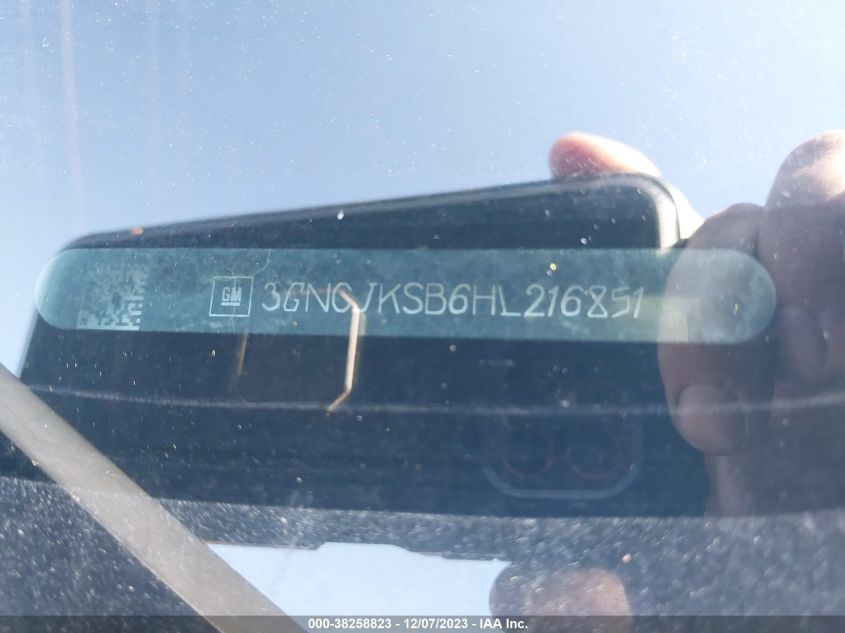 GM 3GNCJKSB6HL216851
000-38258823 - 12/07/2023 - IAA Inc.